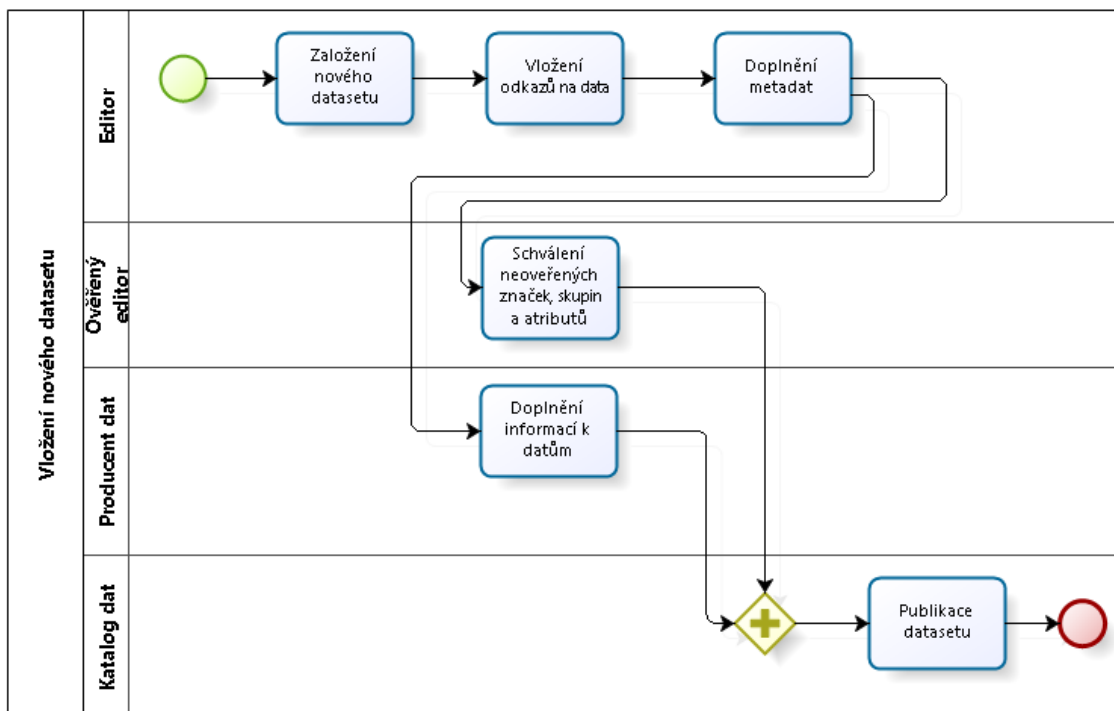 Vložení nového datasetu
Editor
Založení
nového
datasetu
Vložení
odkazů na data
Doplnění
metadat
Ověřený
editor
Schválení
neoveřených
značek, skupin
a atributů
Producent dat
Doplnění
informací k
datům
Katalog dat
Publikace
datasetu